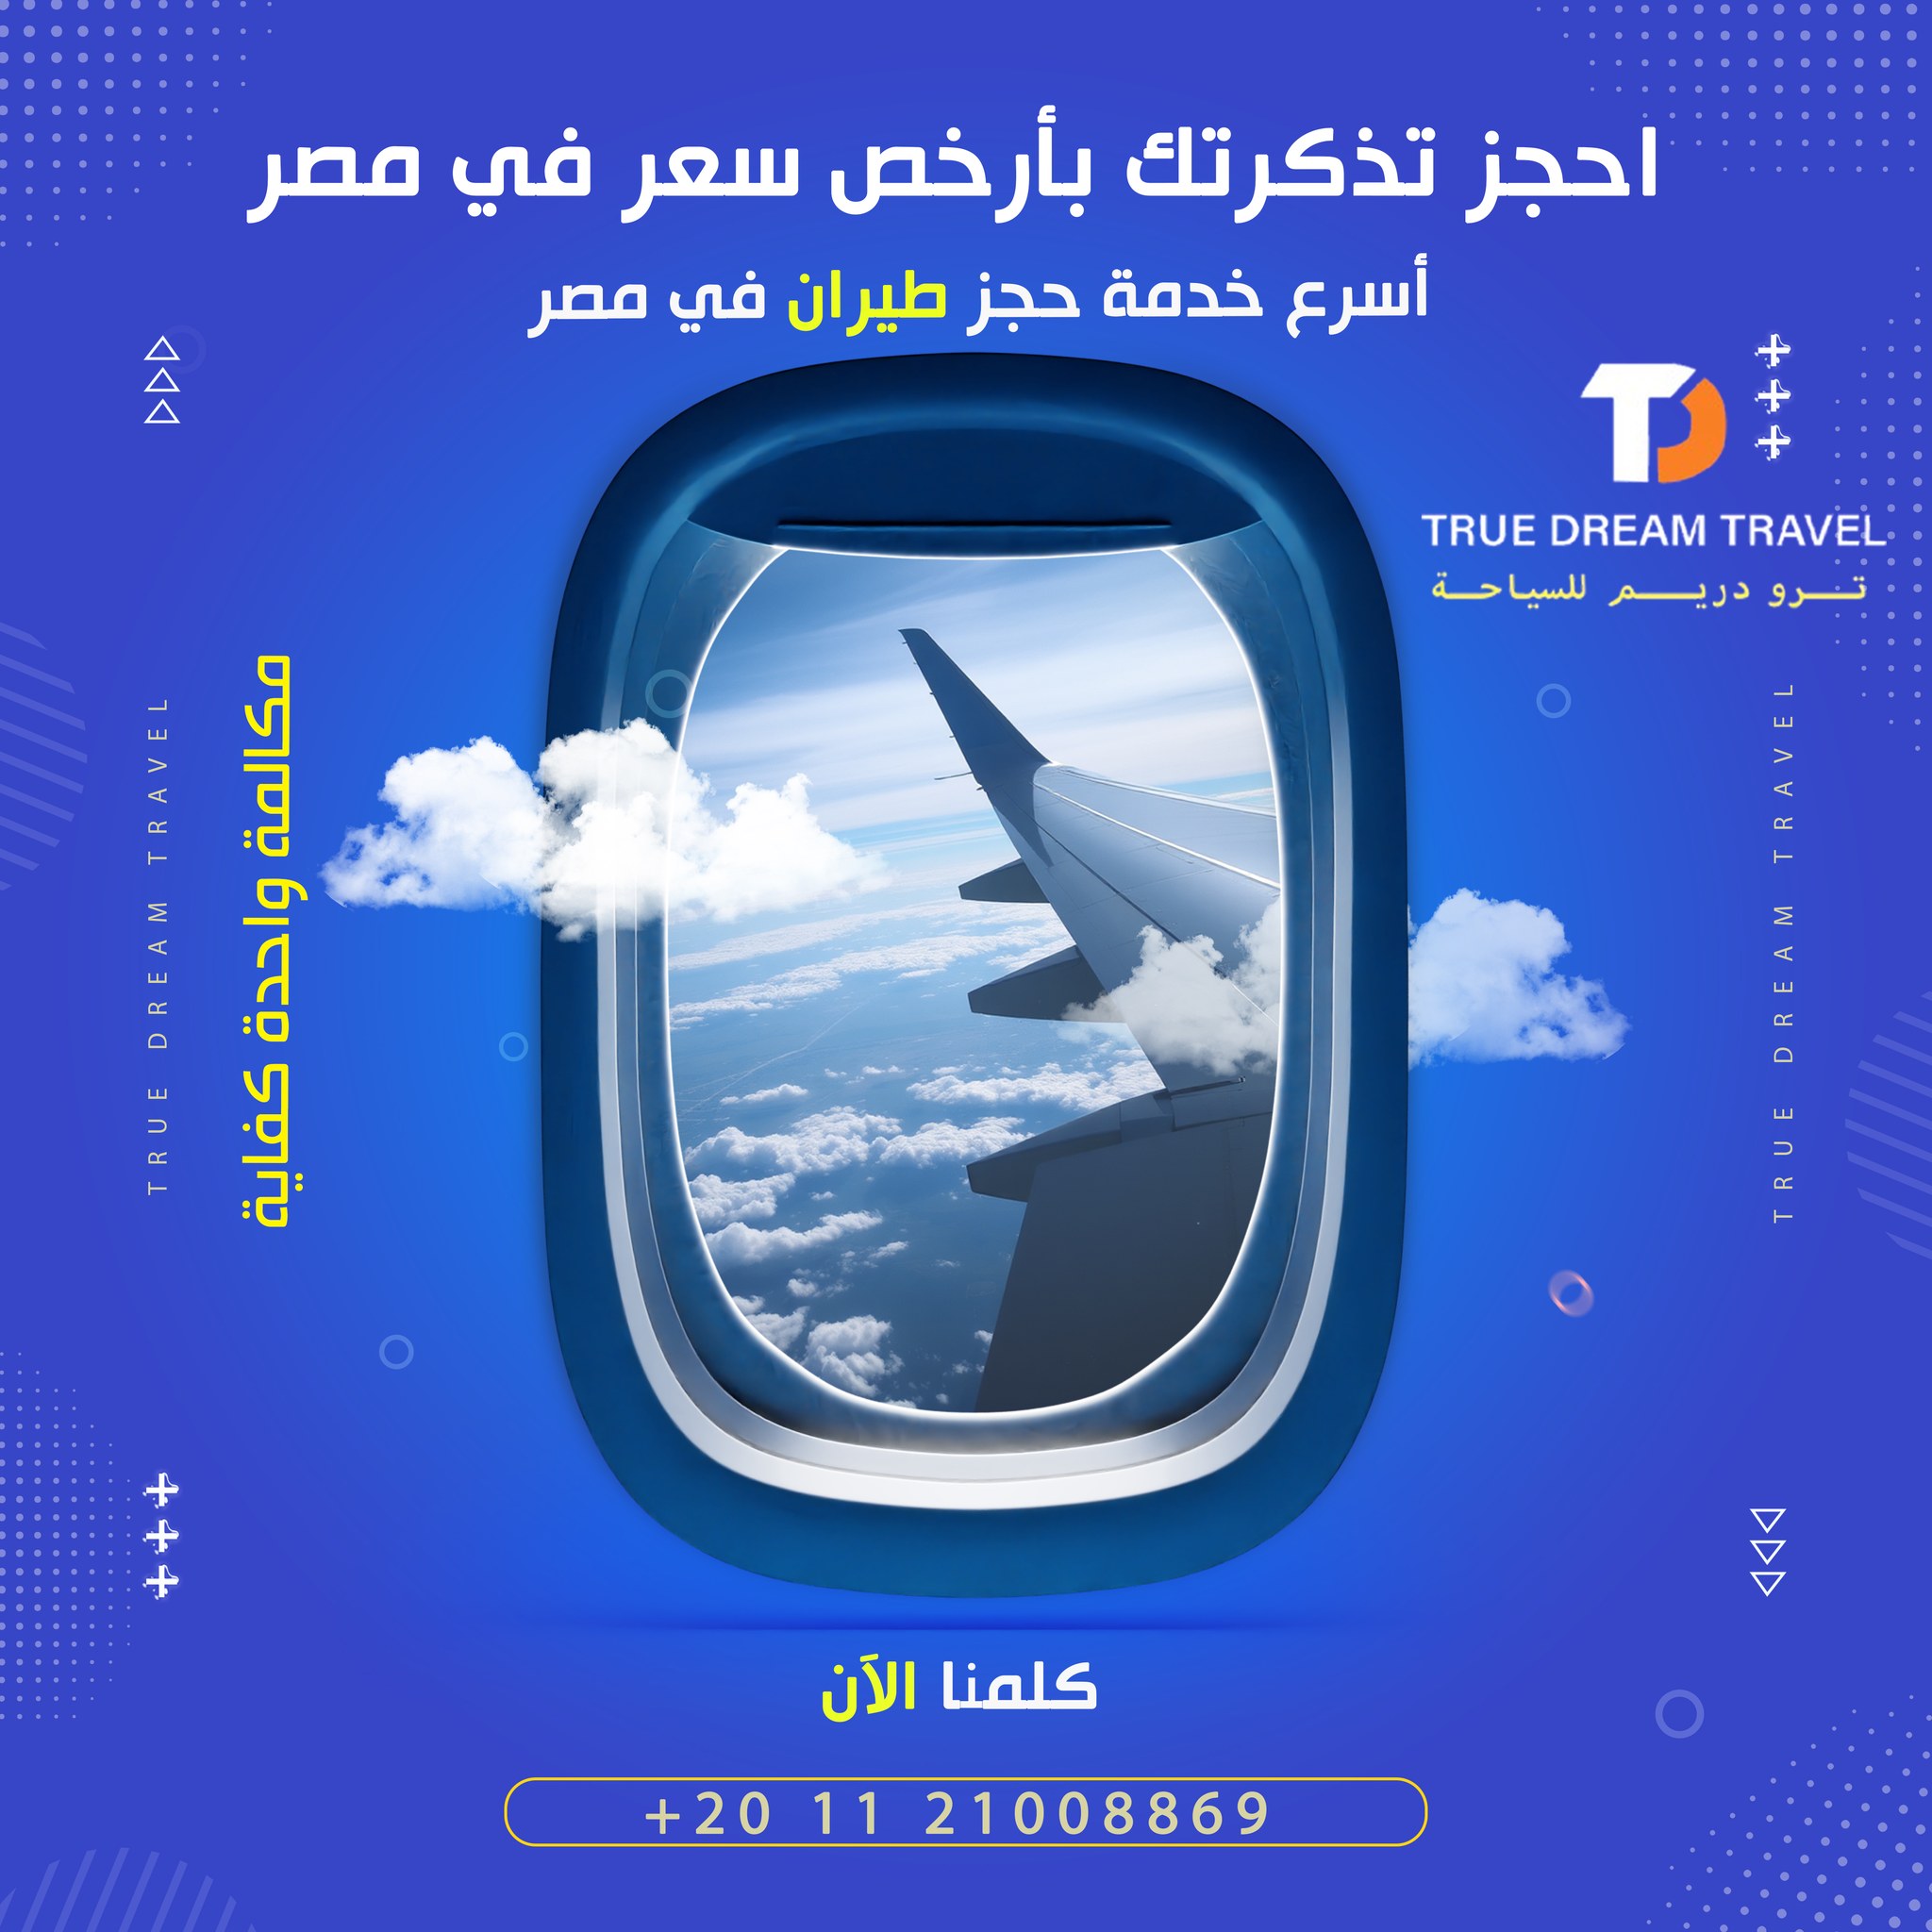 احجز تذكرتك بأرخص سعر في مصر
أسرع خدمة حجز طيران في مصر
TRUE DREAM TRAVEL
ترو دريم للسياحة
TRUE DREAM TRAVEL
مكالمة واحدة كفاية
TRUE DREAM TRAVEL
كلمنا الآن
+20 11 21008869